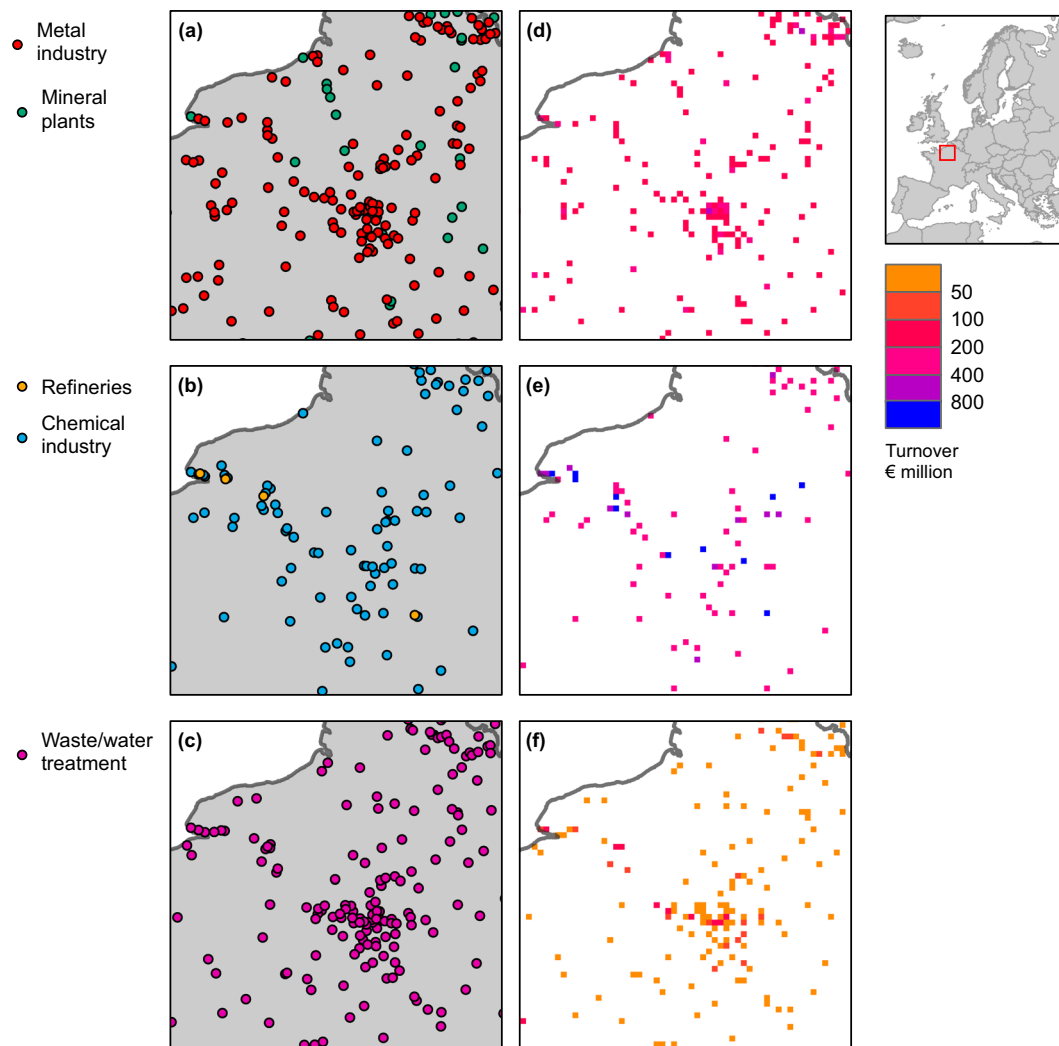 Metal
industry
Mineral
plants
(a)
(d)
50
100
200
400
800
Turnover
€ million
Refineries
Chemical
industry
(b)
(e)
Waste/water
treatment
(c)
(f)